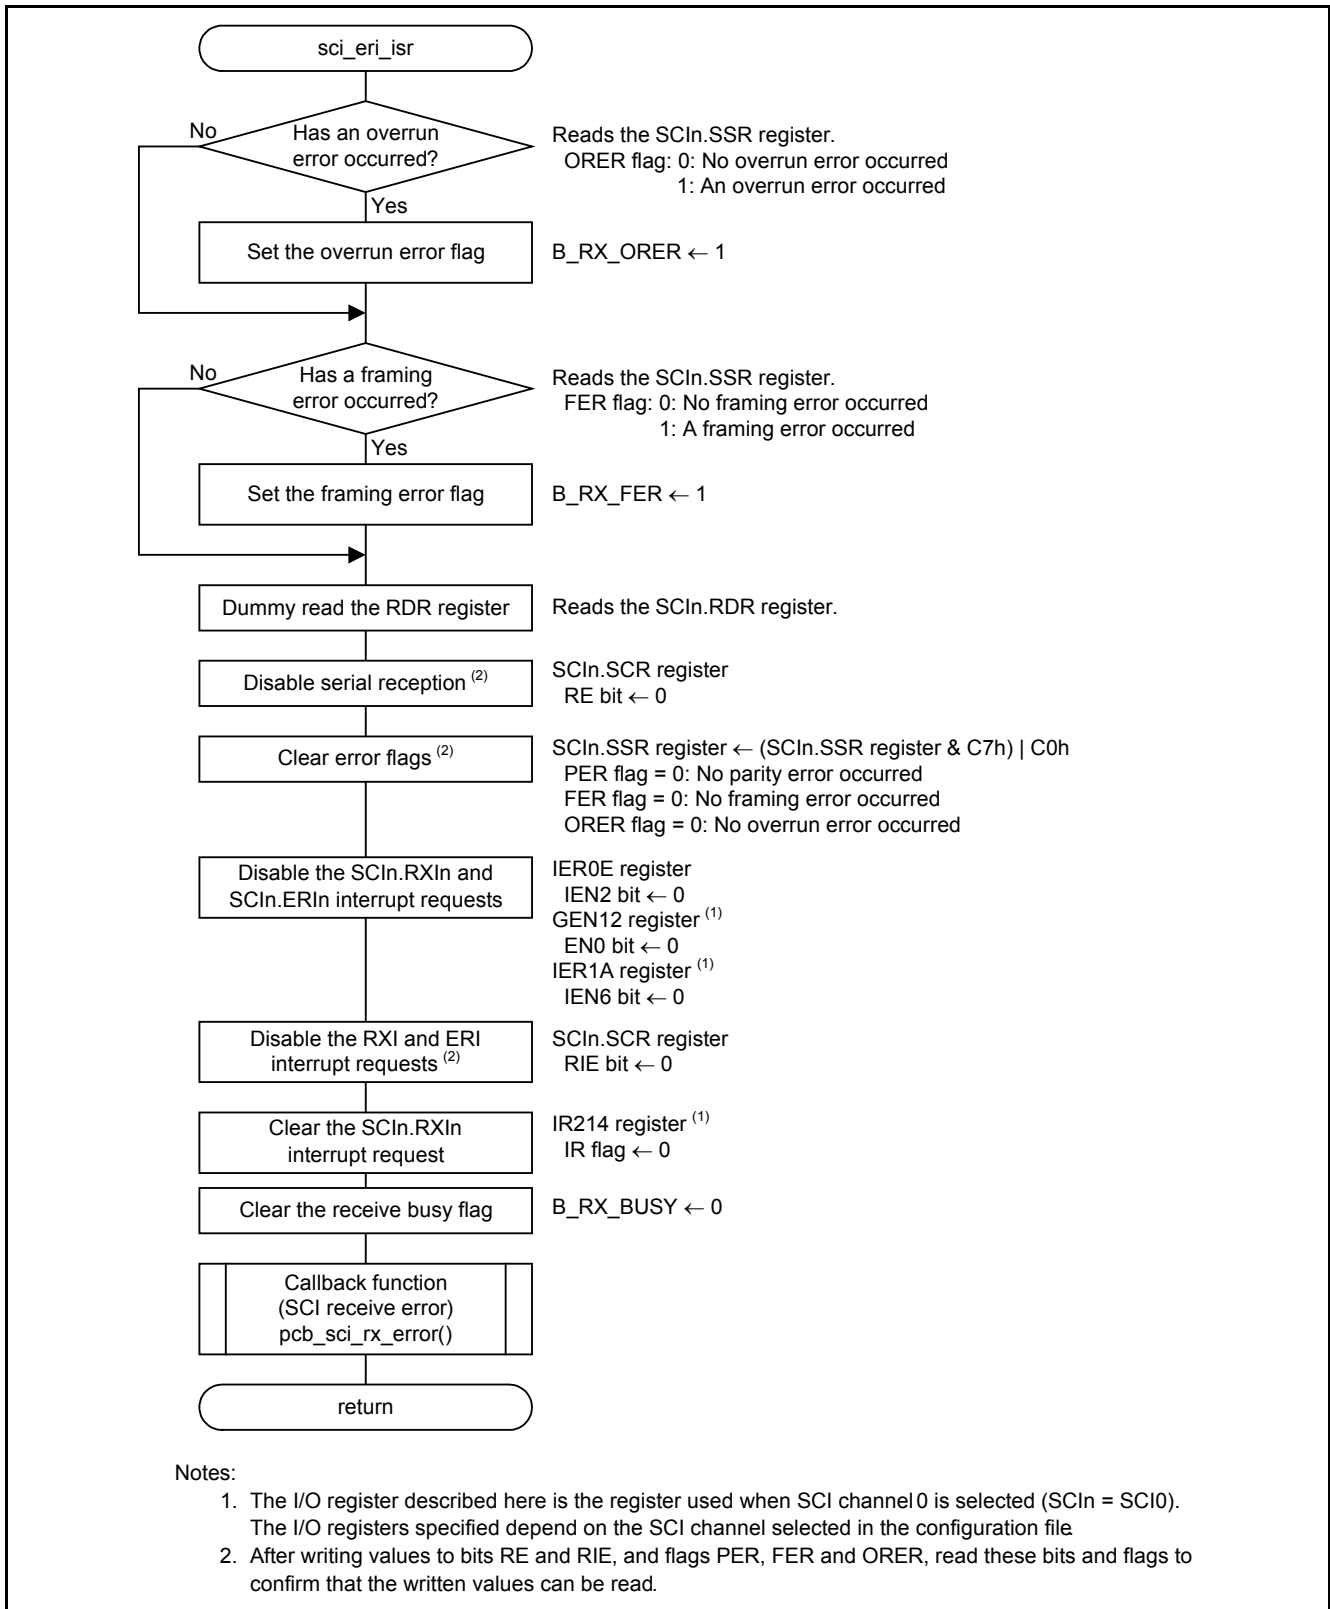 sci_eri_isr
No
Has an overrun
error occurred?
Reads the SCIn.SSR register.
ORER flag: 0: No overrun error occurred
1: An overrun error occurred
Yes
Set the overrun error flag
B_RX_ORER ← 1
No
Has a framing
error occurred?
Reads the SCIn.SSR register.
FER flag: 0: No framing error occurred
1: A framing error occurred
Yes
Set the framing error flag
B_RX_FER ← 1
Dummy read the RDR register
Reads the SCIn.RDR register.
Disable serial reception (2)
SCIn.SCR register
RE bit ← 0
Clear error flags (2)
SCIn.SSR register ← (SCIn.SSR register & C7h) | C0h
PER flag = 0: No parity error occurred
FER flag = 0: No framing error occurred
ORER flag = 0: No overrun error occurred
Disable the SCIn.RXIn and
SCIn.ERIn interrupt requests
IER0E register
IEN2 bit ← 0
GEN12 register (1)
EN0 bit ← 0
IER1A register (1)
IEN6 bit ← 0
Disable the RXI and ERI
interrupt requests (2)
SCIn.SCR register
RIE bit ← 0
Clear the SCIn.RXIn
interrupt request
IR214 register (1)
IR flag ← 0
Clear the receive busy flag
B_RX_BUSY ← 0
Callback function
(SCI receive error)
pcb_sci_rx_error()
return
Notes:
1. The I/O register described here is the register used when SCI channel 0 is selected (SCIn = SCI0).
The I/O registers specified depend on the SCI channel selected in the configuration file.
2. After writing values to bits RE and RIE, and flags PER, FER and ORER, read these bits and flags to
confirm that the written values can be read.